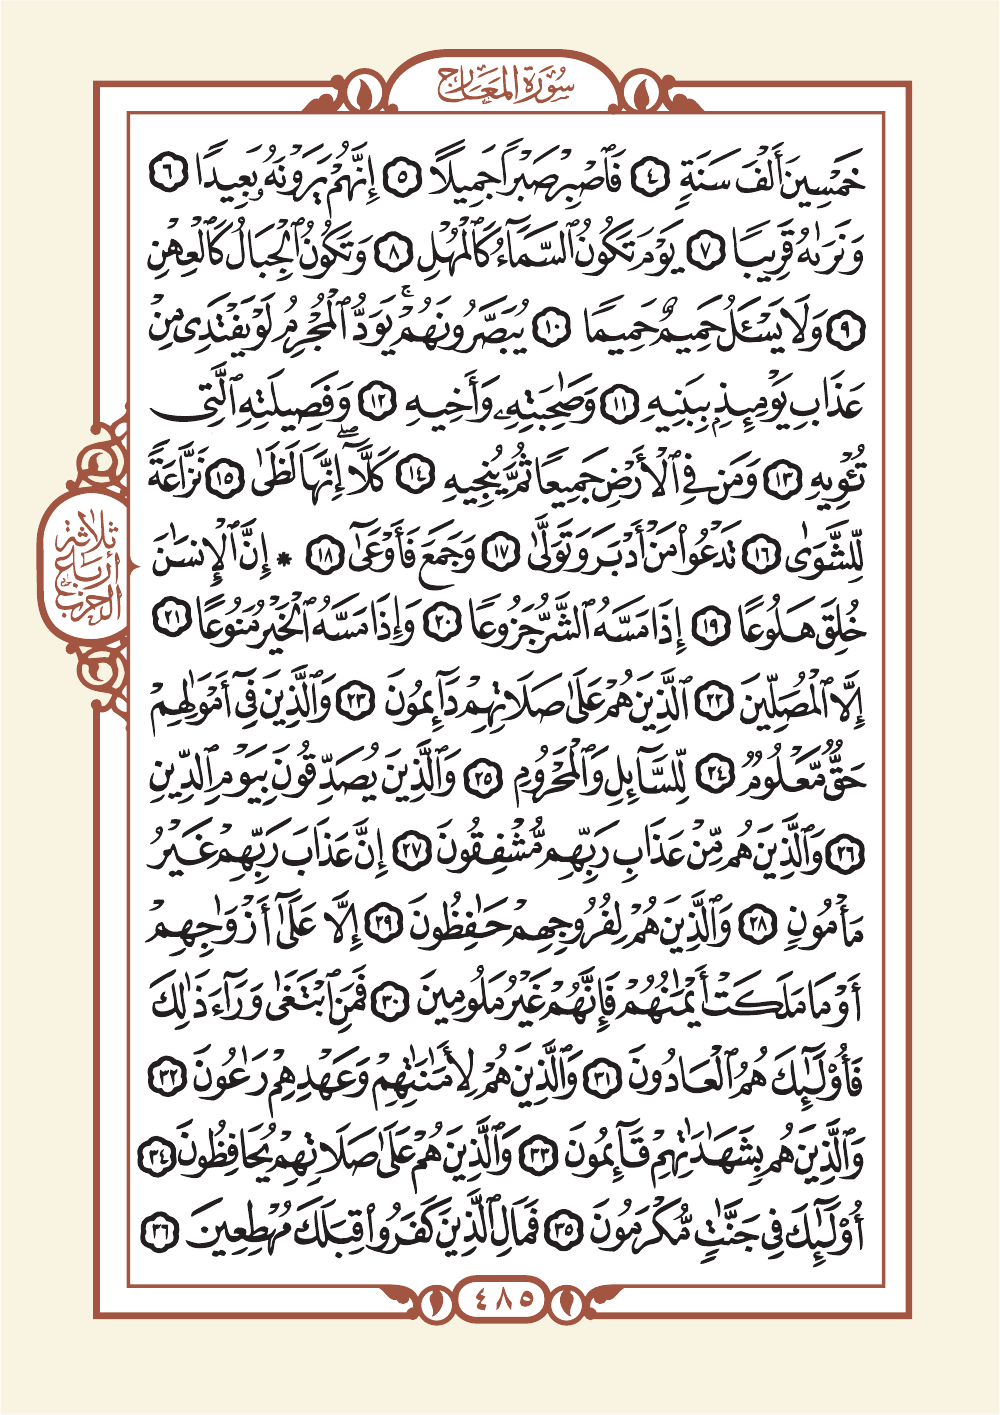 سُورَةُ المَعَارِج
خَمْسِينَ أَلْفَ سَنَةٍ ٤ فَٱصْبِرْ صَبْرًا جَمِيلًا ٥ إِنَّهُمْ يَرَوْنَهُۥ بَعِيدًا ٦
وَنَرَىٰهُ قَرِيبًا ٧ يَوْمَ تَكُونُ ٱلسَّمَآءُ كَٱلْمُهْلِ ٨ وَتَكُونُ ٱلْجِبَالُ كَٱلْعِهْنِ
٩ وَلَا يَسْـَٔلُ حَمِيمٌ حَمِيمًا ١٠ يُبَصَّرُونَهُمْ ۚ يَوَدُّ ٱلْمُجْرِمُ لَوْ يَفْتَدِى مِنْ
عَذَابِ يَوْمِئِذٍۭ بِبَنِيهِ ١١ وَصَٰحِبَتِهِۦ وَأَخِيهِ ١٢ وَفَصِيلَتِهِ ٱلَّتِى
تُـْٔوِيهِ ١٣ وَمَن فِى ٱلْأَرْضِ جَمِيعًا ثُمَّ يُنجِيهِ ١٤ كَلَّآ ۖ إِنَّهَا لَظَىٰ ١٥ نَزَّاعَةً
لِّلشَّوَىٰ ١٦ تَدْعُوا۟ مَنْ أَدْبَرَ وَتَوَلَّىٰ ١٧ وَجَمَعَ فَأَوْعَىٰٓ ١٨ * إِنَّ ٱلْإِنسَٰنَ
خُلِقَ هَلُوعًا ١٩ إِذَا مَسَّهُ ٱلشَّرُّ جَزُوعًا ٢٠ وَإِذَا مَسَّهُ ٱلْخَيْرُ مَنُوعًا ٢١
إِلَّا ٱلْمُصَلِّينَ ٢٢ ٱلَّذِينَ هُمْ عَلَىٰ صَلَاتِهِمْ دَآئِمُونَ ٢٣ وَٱلَّذِينَ فِىٓ أَمْوَٰلِهِمْ
حَقٌّ مَّعْلُومٌ ٢٤ لِّلسَّآئِلِ وَٱلْمَحْرُومِ ٢٥ وَٱلَّذِينَ يُصَدِّقُونَ بِيَوْمِ ٱلدِّينِ
٢٦ وَٱلَّذِينَ هُم مِّنْ عَذَابِ رَبِّهِم مُّشْفِقُونَ ٢٧ إِنَّ عَذَابَ رَبِّهِمْ غَيْرُ
مَأْمُونٍ ٢٨ وَٱلَّذِينَ هُمْ لِفُرُوجِهِمْ حَٰفِظُونَ ٢٩ إِلَّا عَلَىٰٓ أَزْوَٰجِهِمْ
أَوْ مَا مَلَكَتْ أَيْمَٰنُهُمْ فَإِنَّهُمْ غَيْرُ مَلُومِينَ ٣٠ فَمَنِ ٱبْتَغَىٰ وَرَآءَ ذَٰلِكَ
فَأُو۟لَٰٓئِكَ هُمُ ٱلْعَادُونَ ٣١ وَٱلَّذِينَ هُمْ لِأَمَٰنَٰتِهِمْ وَعَهْدِهِمْ رَٰعُونَ ٣٢
وَٱلَّذِينَ هُم بِشَهَٰدَٰتِهِمْ قَآئِمُونَ ٣٣ وَٱلَّذِينَ هُمْ عَلَىٰ صَلَاتِهِمْ يُحَافِظُونَ ٣٤
أُو۟لَٰٓئِكَ فِى جَنَّٰتٍ مُّكْرَمُونَ ٣٥ فَمَالِ ٱلَّذِينَ كَفَرُوا۟ قِبَلَكَ مُهْطِعِينَ ٣٦
ثلاثة
أرباع
الحزب
٤٨٥